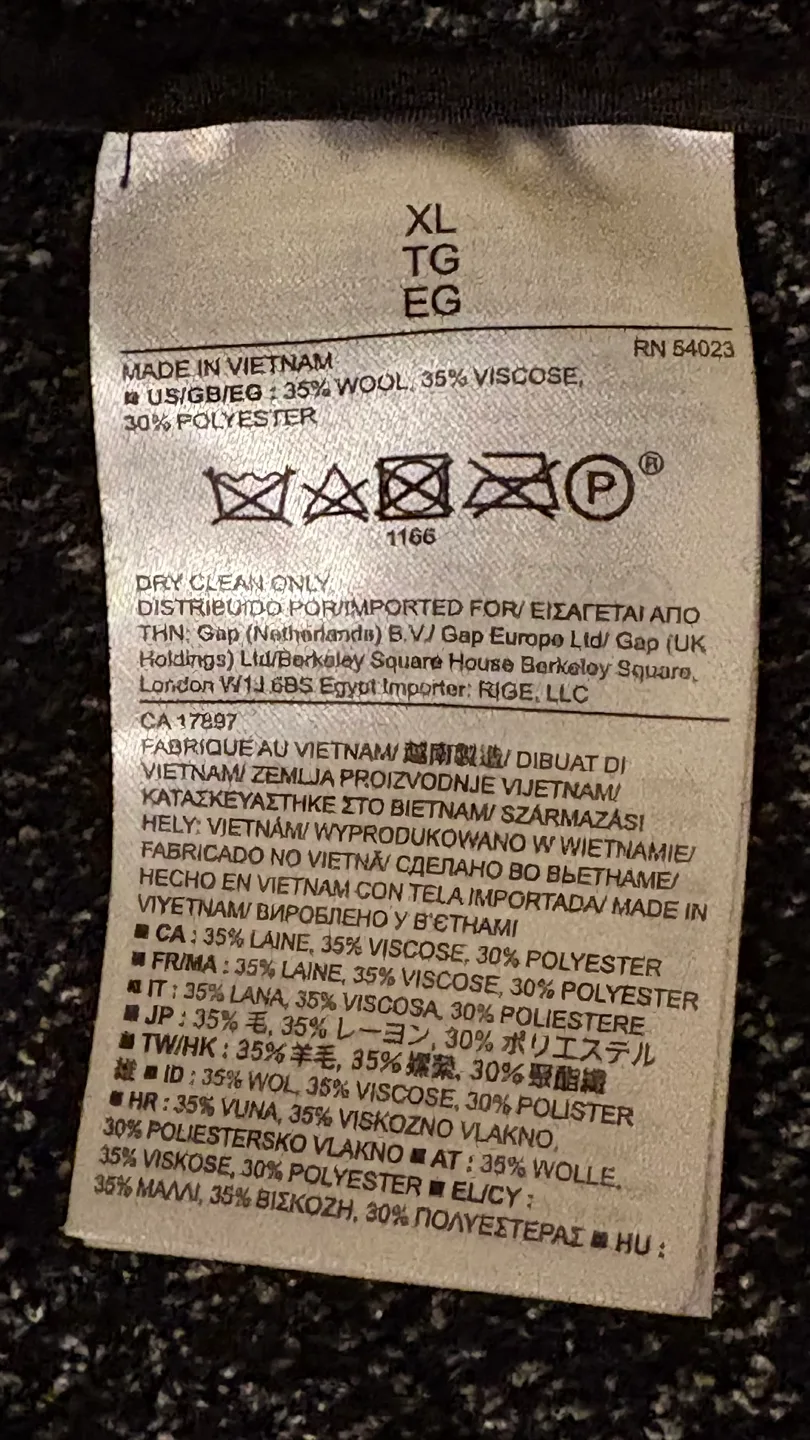 XL
TG
EG
RN 54023
MADE IN VIETNAM
■ US/GB/EG : 35% WOOL, 35% VISCOSE,
30% POLYESTER
P ®
1166
DRY CLEAN ONLY
DISTRIBUIDO POR/IMPORTED FOR/ ΕΙΣΑΓΕΤΑΙ ΑΠΟ
ΤΗΝ: Gap (Netherlands) B.V./ Gap Europe Ltd/ Gap (UK
Holdings) Ltd/Berkeley Square House Berkeley Square,
London W1J 6BS Egypt Importer: RIGE, LLC
CA 17897
FABRIQUÉ AU VIETNAM/ 越南製造/ DIBUAT DI
VIETNAM/ ZEMLJA PROIZVODNJE VIJETNAM/
ΚΑΤΑΣΚΕΥΑΣΤΗΚΕ ΣΤΟ ΒΙΕΤΝΑΜ/ SZÁRMAZÁSI
HELY: VIETNÁM/ WYPRODUKOWANO W WIETNAMIE/
FABRICADO NO VIETNÃ/ СДЕЛАНО ВО ВЬЕТНАМЕ/
HECHO EN VIETNAM CON TELA IMPORTADA/ MADE IN
VIYETNAM/ ВИРОБЛЕНО У В'ЄТНАМІ
■ CA : 35% LAINE, 35% VISCOSE, 30% POLYESTER
■ FR/MA : 35% LAINE, 35% VISCOSE, 30% POLYESTER
■ IT : 35% LANA, 35% VISCOSA, 30% POLIESTERE
■ JP : 35% 毛, 35% レーヨン, 30% ポリエステル
■ TW/HK : 35% 羊毛, 35% 30% 聚酯纖
■ ID : 35% WOL, 35% VISCOSE, 30% POLISTER
■ HR : 35% VUNA, 35% VISKOZNO VLAKNO,
30% POLIESTERSKO VLAKNO ■ AT : 35% WOLLE,
35% VISKOSE, 30% POLYESTER ■ EL/CY :
35% ΜΑΛΛΙ, 35% ΒΙΣΚΟΖΗ, 30% ΠΟΛΥΕΣΤΕΡΑΣ ■ HU :